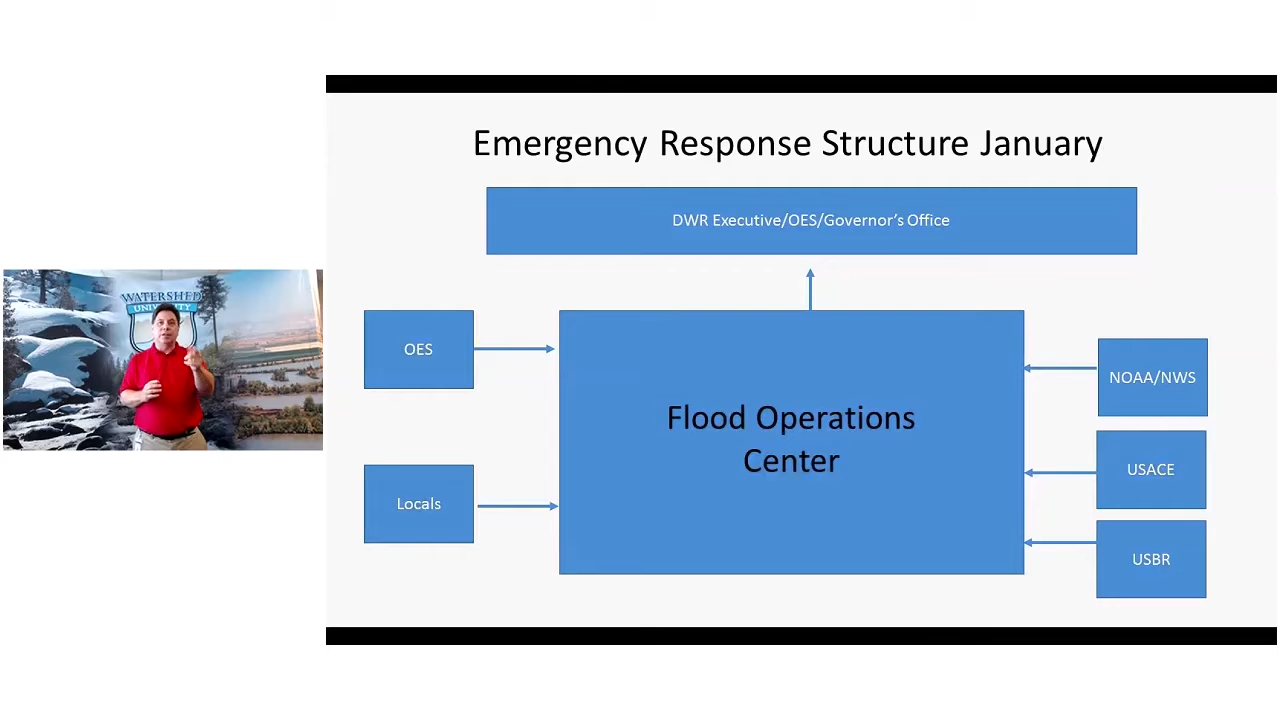 Emergency Response Structure January
DWR Executive/OES/Governor's Office
OES
Flood Operations
Center
Locals
NOAA/NWS
USACE
USBR
WATERSHED
UNIVERSITY